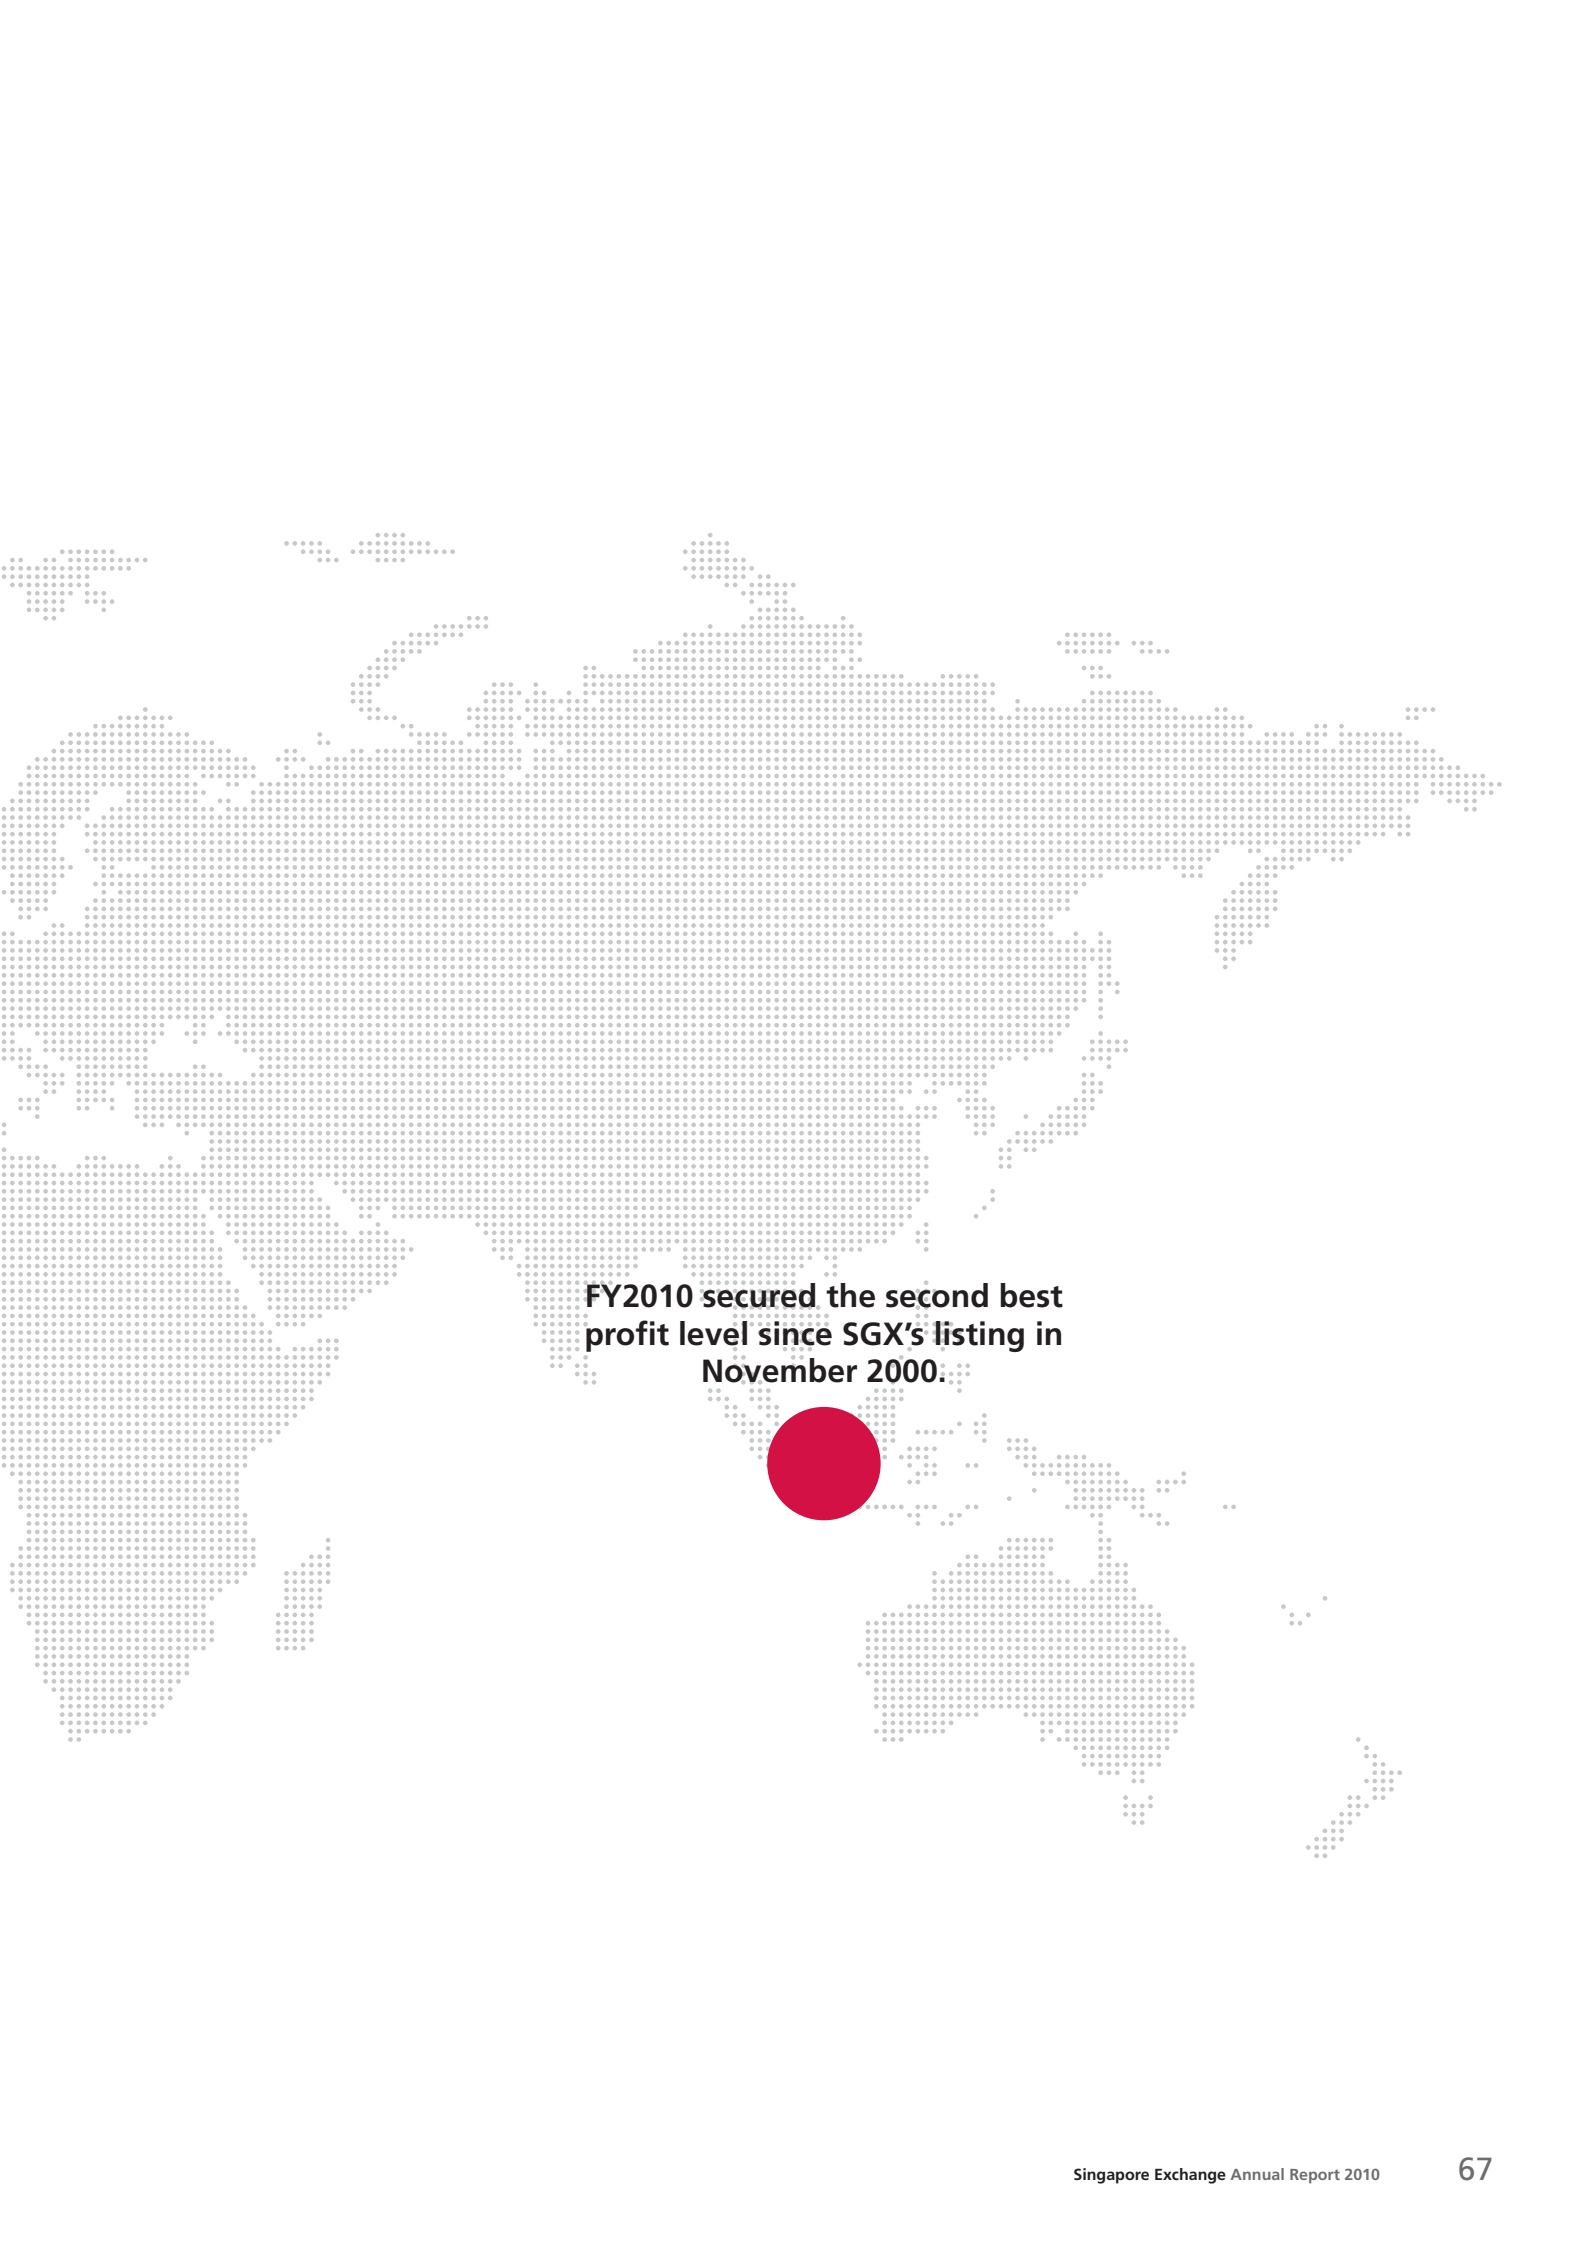 FY2010 secured the second best
profit level since SGX’s listing in
November 2000.
Singapore Exchange Annual Report 2010 67